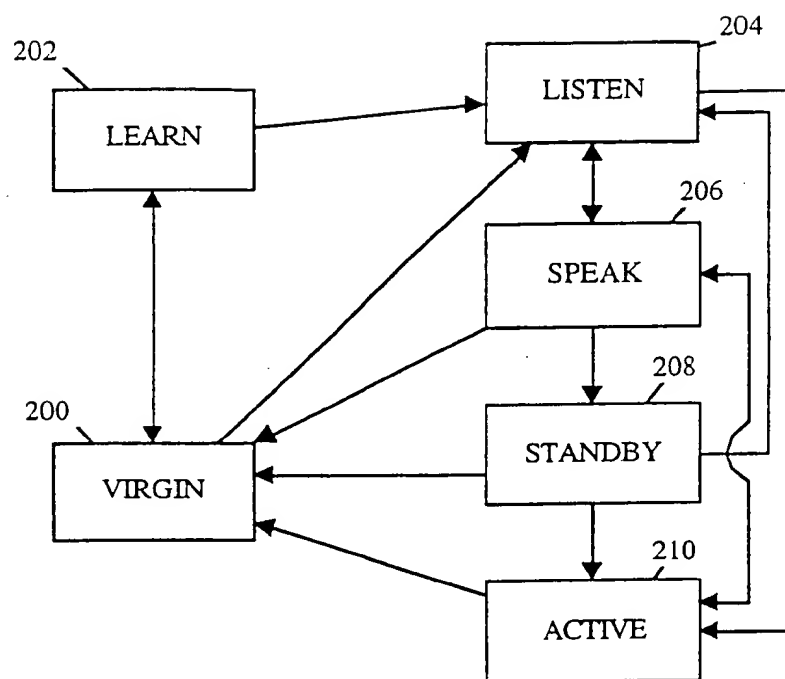 204
202
LISTEN
LEARN
206
SPEAK
208
200
STANDBY
VIRGIN
210
ACTIVE